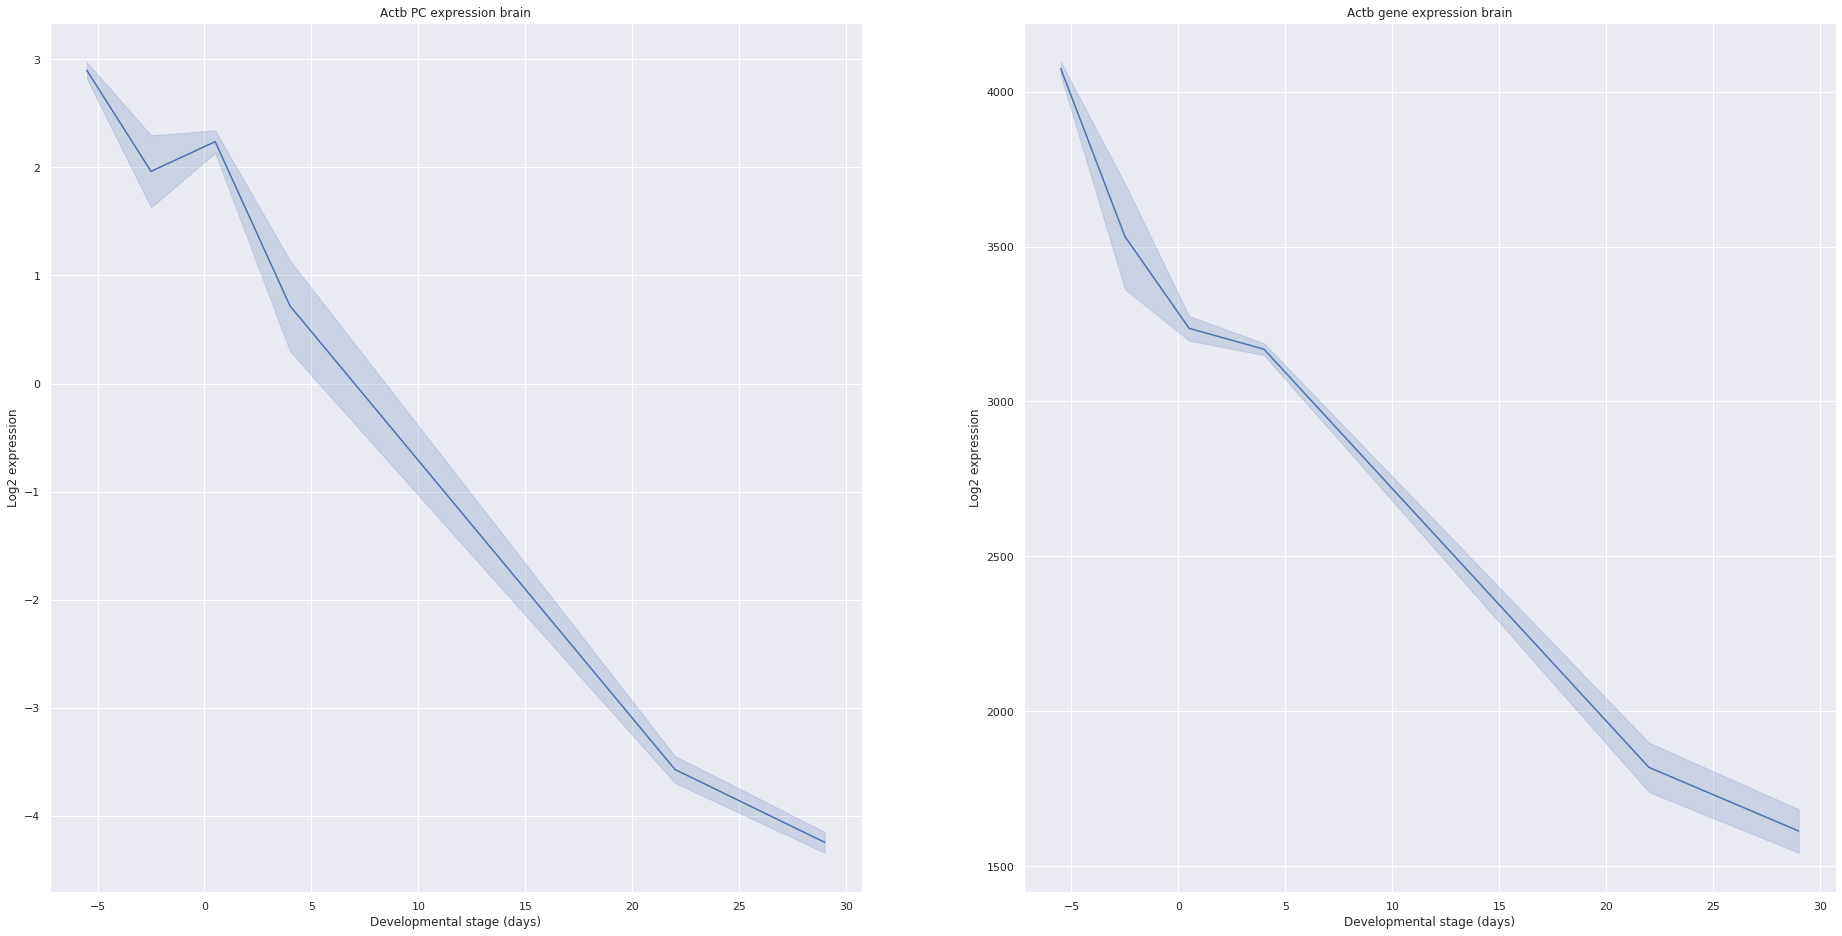 Actb PC expression brain
3
2
1
0
−1
−2
−3
−4
Log2 expression
−5 0 5 10 15 20 25 30
Developmental stage (days)
Actb gene expression brain
4000
3500
3000
2500
2000
1500
Log2 expression
−5 0 5 10 15 20 25 30
Developmental stage (days)